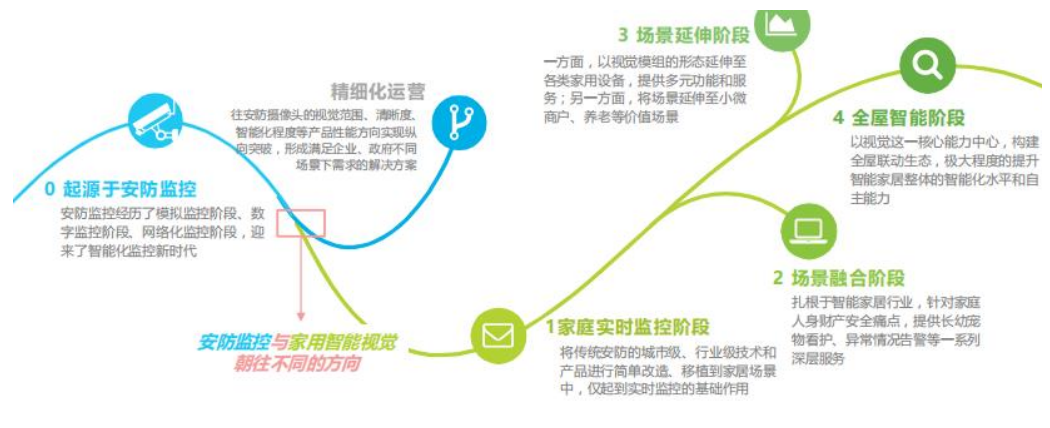 0 起源于安防监控
安防监控经历了模拟监控阶段、数
字监控阶段、网络化监控阶段，迎
来了智能化监控新时代
精细化运营
往安防摄像头的视觉范围、清晰度、
智能化程度等产品性能方向实现纵
向突破，形成满足企业、政府不同
场景下需求的解决方案
安防监控与家用智能视觉
朝往不同的方向
1家庭实时监控阶段
将传统安防的城市级、行业级技术和
产品进行简单改造、移植到家居场景
中，仅起到实时监控的基础作用
2 场景融合阶段
扎根于智能家居行业，针对家庭
人身财产安全痛点，提供长幼宠
物看护、异常情况告警等一系列
深层服务
3 场景延伸阶段
一方面，以视觉模组的形态延伸至
各类家用设备，提供多元功能和服
务；另一方面，将场景延伸至小微
商户、养老等价值场景
4 全屋智能阶段
以视觉这一核心能力中心，构建
全屋联动生态，极大程度的提升
智能家居整体的智能化水平和自
主能力